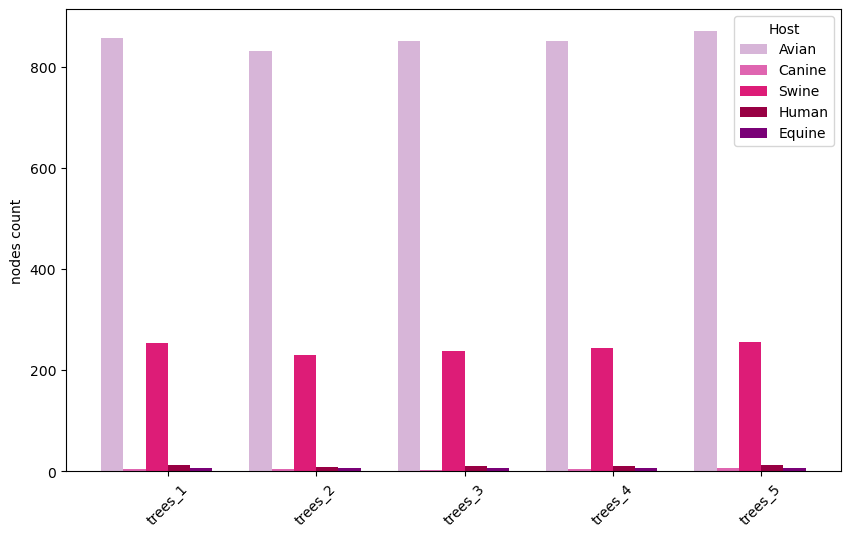 Host
Avian
Canine
Swine
Human
Equine
nodes count
800
600
400
200
0
trees_1
trees_2
trees_3
trees_4
trees_5